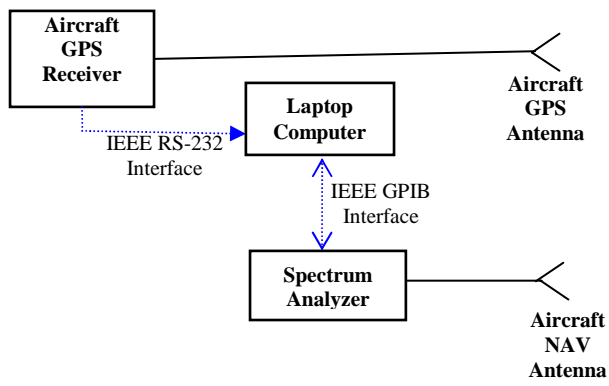 Aircraft
GPS
Receiver
Aircraft
GPS
Antenna
Laptop
Computer
IEEE RS-232
Interface
IEEE GPIB
Interface
Spectrum
Analyzer
Aircraft
NAV
Antenna